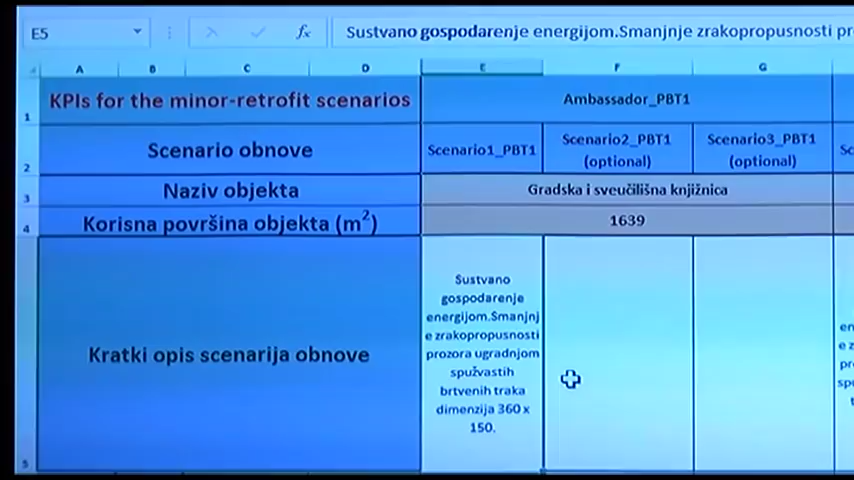 E5 fx Sustvano gospodarenje energijom.Smanjnje zrakopropusnosti
A B C D E F G
1 KPIs for the minor-retrofit scenarios Ambassador_PBT1
2 Scenario obnove Scenario1_PBT1 Scenario2_PBT1 (optional) Scenario3_PBT1 (optional)
3 Naziv objekta Gradska i sveučilišna knjižnica
4 Korisna površina objekta (m²) 1639
5 Kratki opis scenarija obnove
Sustvano
gospodarenje
energijom.Smanjnj
e zrakopropusnosti
prozora ugradnjom
spužvastih
brtvenih traka
dimenzija 360 x
150.